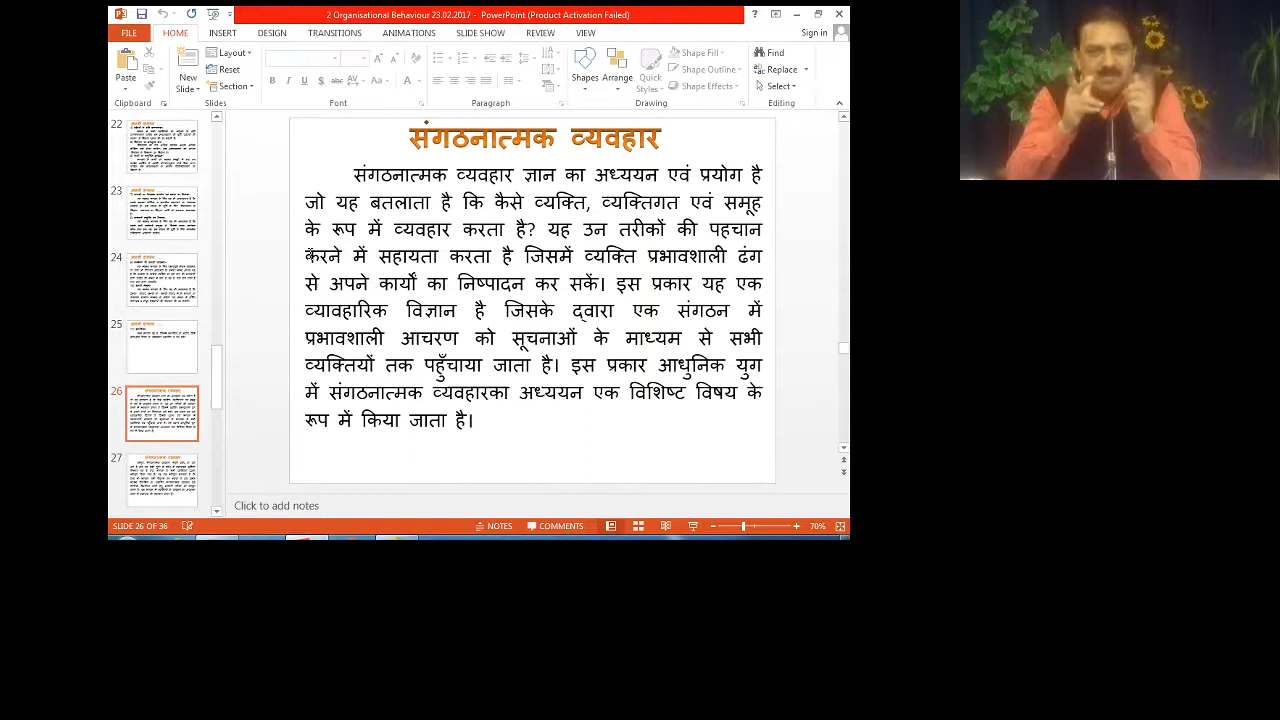 2 Organisational Behaviour 23.02.2017 - PowerPoint (Product Activation Failed)
FILE HOME INSERT DESIGN TRANSITIONS ANIMATIONS SLIDE SHOW REVIEW VIEW Sign in
Paste
New Slide
Layout
Reset
Section
Shapes
Arrange
Quick Styles
Shape Fill
Shape Outline
Shape Effects
Find
Replace
Select
Clipboard Slides Font Paragraph Drawing Editing
22
23
24
25
26
27
संगठनात्मक व्यवहार
संगठनात्मक व्यवहार ज्ञान का अध्ययन एवं प्रयोग है
जो यह बतलाता है कि कैसे व्यक्ति, व्यक्तिगत एवं समूह
के रूप में व्यवहार करता है? यह उन तरीकों की पहचान
करने में सहायता करता है जिसमें व्यक्ति प्रभावशाली ढंग
से अपने कार्यों का निष्पादन कर सकें। इस प्रकार यह एक
व्यावहारिक विज्ञान है जिसके द्वारा एक संगठन में
प्रभावशाली आचरण को सूचनाओं के माध्यम से सभी
व्यक्तियों तक पहुँचाया जाता है। इस प्रकार आधुनिक युग
में संगठनात्मक व्यवहारका अध्ययन एक विशिष्ट विषय के
रूप में किया जाता है।
Click to add notes
SLIDE 26 OF 36 NOTES COMMENTS 70%